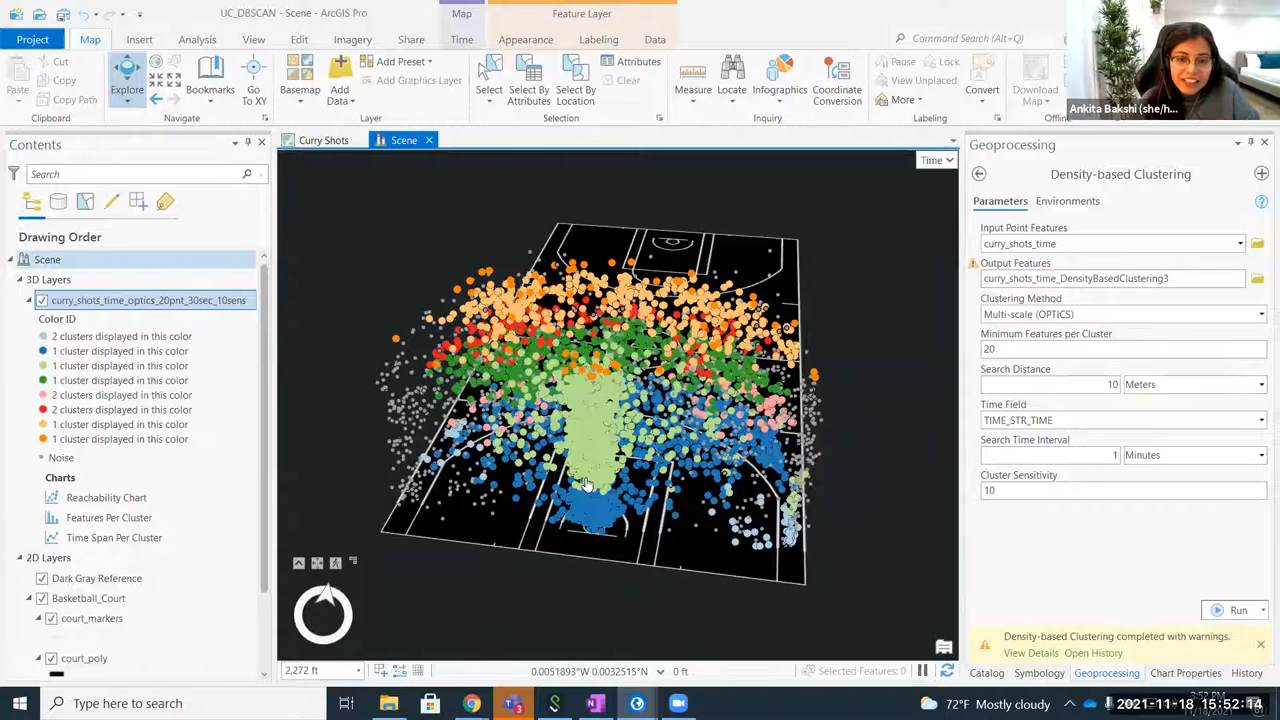 UC_DBSCAN - Scene - ArcGIS Pro
Map
Feature Layer
Command Search (Alt+Q)
Project
Map
Insert
Analysis
View
Edit
Imagery
Share
Time
Appearance
Labeling
Data
Paste
Cut
Copy
Copy Path
Clipboard
Explore
Bookmarks
Go
To XY
Navigate
Basemap
Add
Data
Add Preset
Add Graphics Layer
Layer
Select
Select By
Attributes
Select By
Location
Attributes
Clear
Selection
Measure
Locate
Infographics
Coordinate
Conversion
Inquiry
Pause
Lock
View Unplaced
More
Labeling
Convert
Download
Map
Offline
Ankita Bakshi (she/h...
Contents
Search
Drawing Order
Scene
3D Layers
curry_shots_time_optics_20pnt_30sec_10sens
Color ID
2 clusters displayed in this color
1 cluster displayed in this color
1 cluster displayed in this color
1 cluster displayed in this color
2 clusters displayed in this color
2 clusters displayed in this color
1 cluster displayed in this color
1 cluster displayed in this color
Noise
Charts
Reachability Chart
Features Per Cluster
Time Span Per Cluster
2D Layers
Dark Gray Reference
Basketball_Court
court_markers
court_poly
Curry Shots
Scene
Time
2,272 ft
0.0051893°W 0.0032515°N
0 ft
Selected Features: 0
Geoprocessing
Density-based Clustering
Parameters
Environments
Input Point Features
curry_shots_time
Output Features
curry_shots_time_DensityBasedClustering3
Clustering Method
Multi-scale (OPTICS)
Minimum Features per Cluster
20
Search Distance
10 Meters
Time Field
TIME_STR_TIME
Search Time Interval
1 Minutes
Cluster Sensitivity
10
Run
Density-based Clustering completed with warnings.
View Details Open History
Catalog
Symbology
Geoprocessing
Chart Properties
History
Type here to search
72°F Mostly cloudy
3:52 PM
2021-11-18 15:52:14